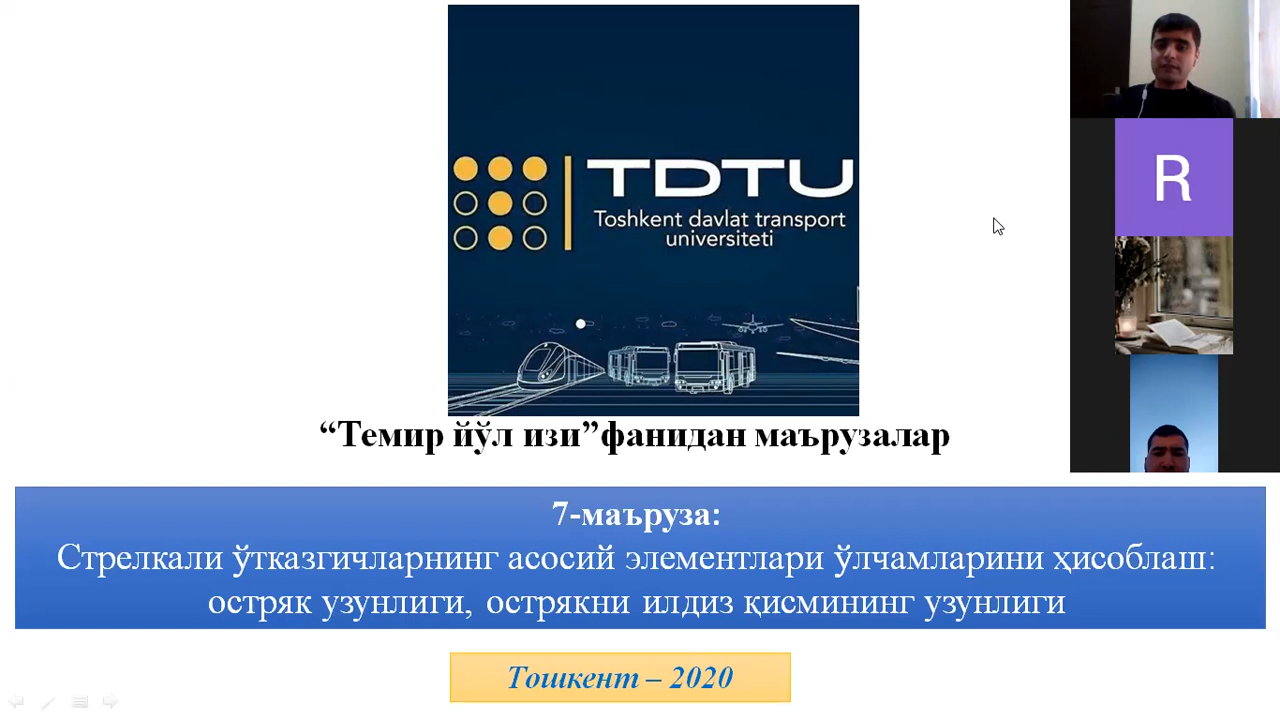 TDTU
Toshkent davlat transport
universiteti
R
“Темир йўл изи”фанидан маърузалар
7-маъруза:
Стрелкали ўтказгичларнинг асосий элементлари ўлчамларини ҳисоблаш:
остряк узунлиги, острякни илдиз қисмининг узунлиги
Тошкент – 2020